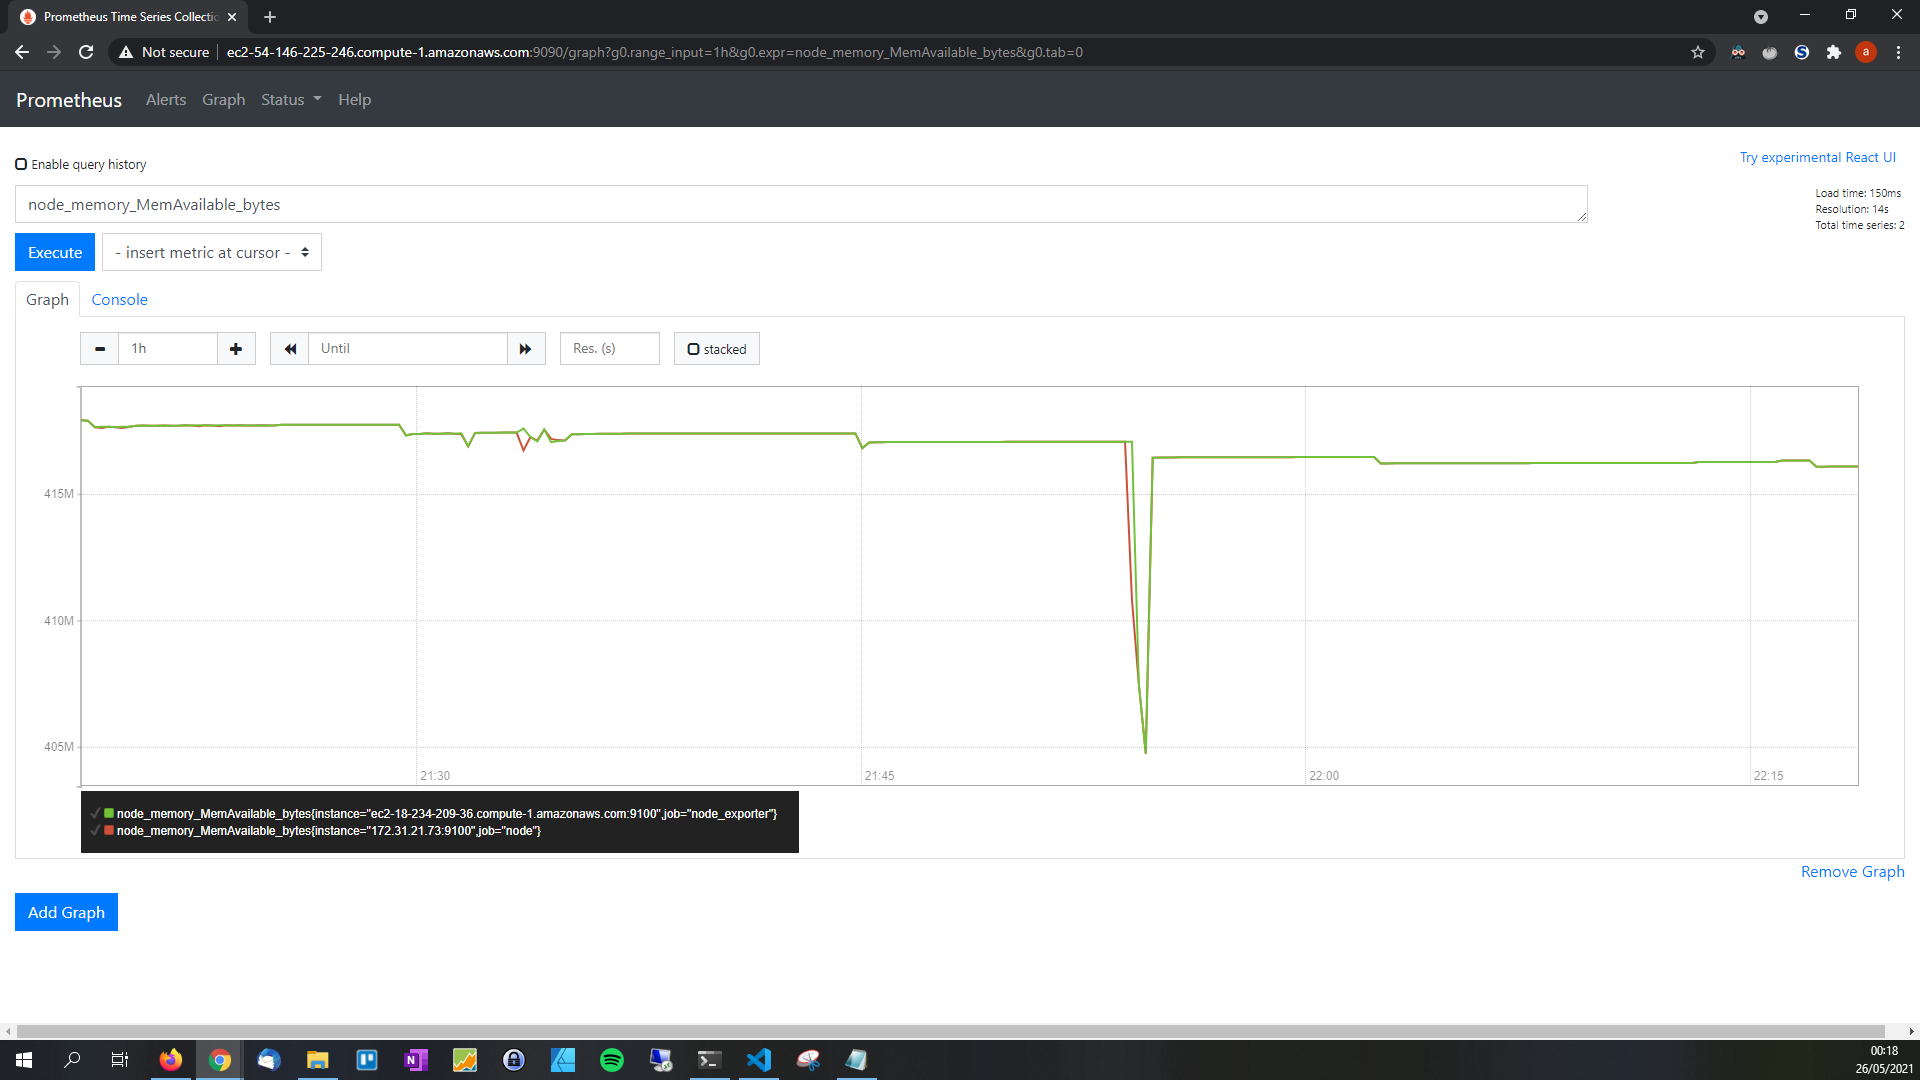 Prometheus Time Series Collectio
Not secure
ec2-54-146-225-246.compute-1.amazonaws.com:9090/graph?g0.range_input=1h&g0.expr=node_memory_MemAvailable_bytes&g0.tab=0
a
Prometheus
Alerts
Graph
Status
Help
Enable query history
Try experimental React UI
node_memory_MemAvailable_bytes
Load time: 150ms
Resolution: 14s
Total time series: 2
Execute
- insert metric at cursor -
Graph
Console
1h
Until
Res. (s)
stacked
415M
410M
405M
21:30
21:45
22:00
22:15
node_memory_MemAvailable_bytes{instance="ec2-18-234-209-36.compute-1.amazonaws.com:9100",job="node_exporter"}
node_memory_MemAvailable_bytes{instance="172.31.21.73:9100",job="node"}
Remove Graph
Add Graph
00:18
26/05/2021